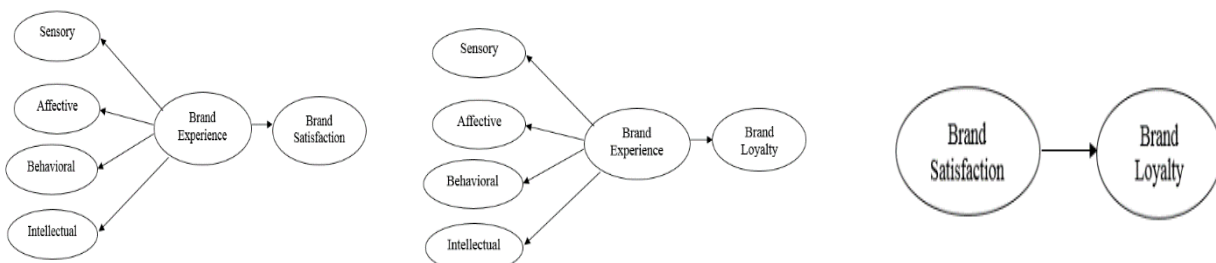 Sensory
Affective
Behavioral
Intellectual
Brand
Experience
Brand
Satisfaction
Sensory
Affective
Behavioral
Intellectual
Brand
Experience
Brand
Loyalty
Brand
Satisfaction
Brand
Loyalty